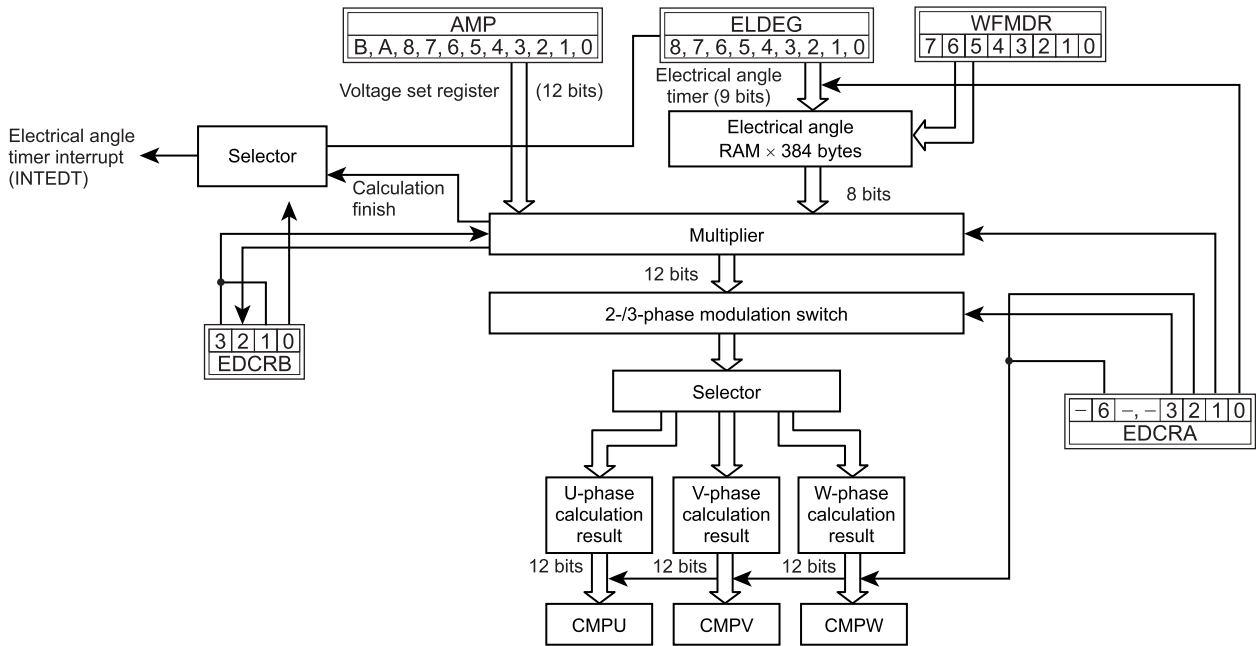 AMP
B, A, 8, 7, 6, 5, 4, 3, 2, 1, 0
ELDEG
8, 7, 6, 5, 4, 3, 2, 1, 0
WFMDR
7 6 5 4 3 2 1 0
Voltage set register
(12 bits)
Electrical angle
timer (9 bits)
Electrical angle
timer interrupt
(INTEDT)
Selector
Electrical angle
RAM × 384 bytes
Calculation
finish
8 bits
Multiplier
12 bits
2-/3-phase modulation switch
3 2 1 0
EDCRB
Selector
– 6 –, – 3 2 1 0
EDCRA
U-phase
calculation
result
V-phase
calculation
result
W-phase
calculation
result
12 bits
12 bits
12 bits
CMPU
CMPV
CMPW